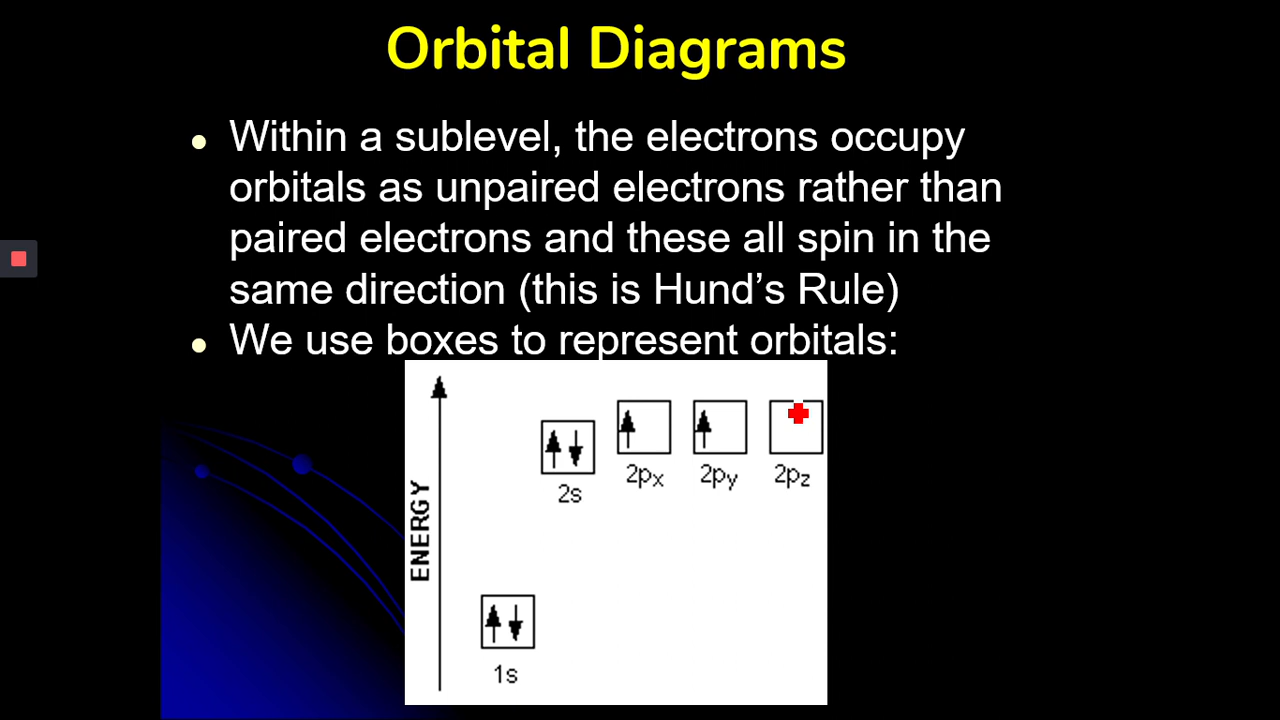 Orbital Diagrams
Within a sublevel, the electrons occupy
orbitals as unpaired electrons rather than
paired electrons and these all spin in the
same direction (this is Hund’s Rule)
We use boxes to represent orbitals:
ENERGY
2s
2px
2py
2pz
1s